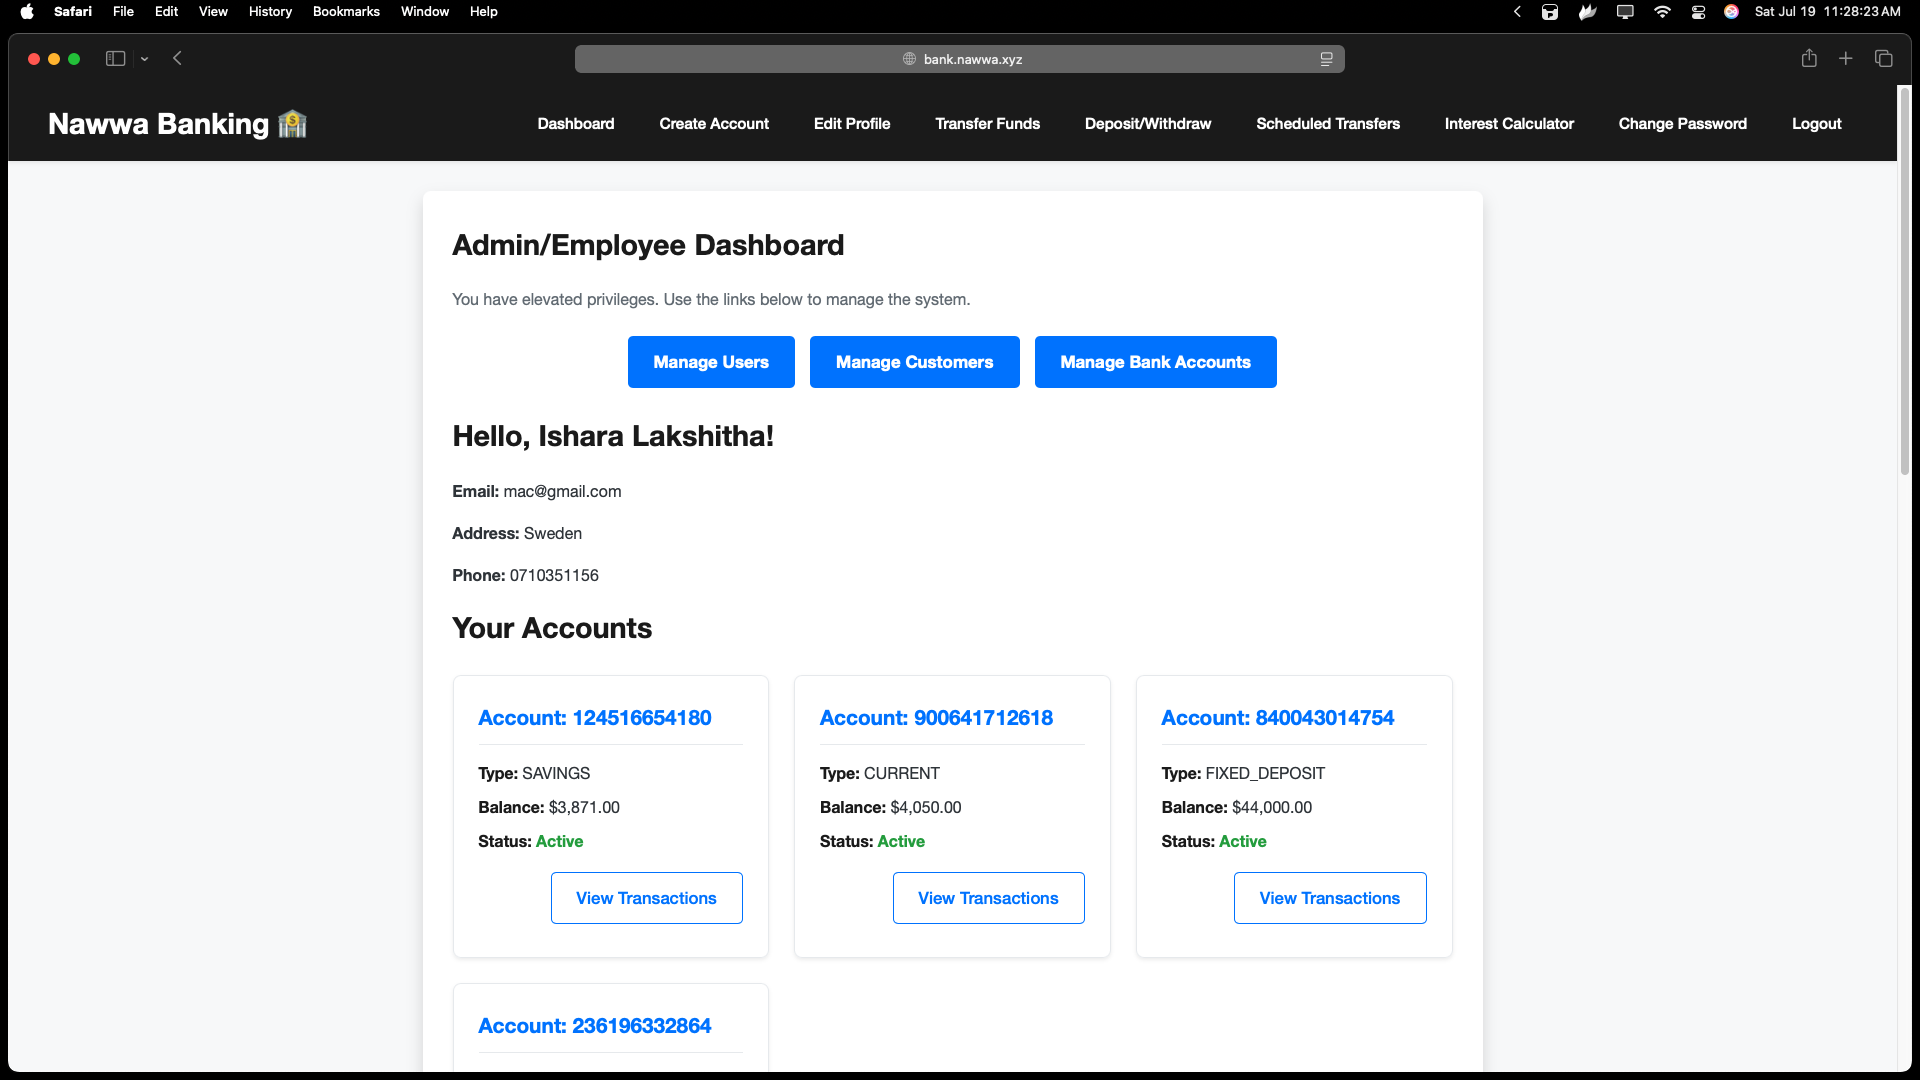 Safari File Edit View History Bookmarks Window Help Sat Jul 19 11:28:23 AM
bank.nawwa.xyz
Nawwa Banking Dashboard Create Account Edit Profile Transfer Funds Deposit/Withdraw Scheduled Transfers Interest Calculator Change Password Logout
Admin/Employee Dashboard
You have elevated privileges. Use the links below to manage the system.
Manage Users Manage Customers Manage Bank Accounts
Hello, Ishara Lakshitha!
Email: mac@gmail.com
Address: Sweden
Phone: 0710351156
Your Accounts
Account: 124516654180
Type: SAVINGS
Balance: $3,871.00
Status: Active
View Transactions
Account: 900641712618
Type: CURRENT
Balance: $4,050.00
Status: Active
View Transactions
Account: 840043014754
Type: FIXED_DEPOSIT
Balance: $44,000.00
Status: Active
View Transactions
Account: 236196332864